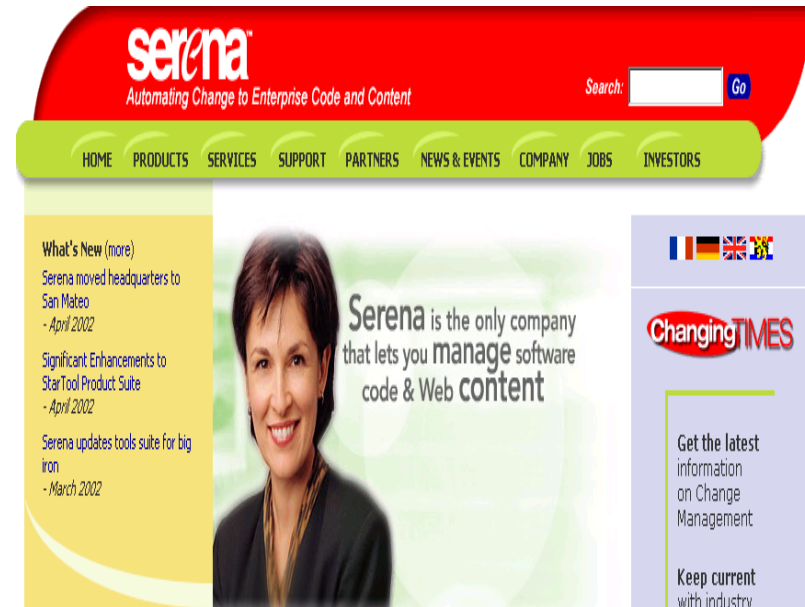 serena™
Automating Change to Enterprise Code and Content
Search:
Go
HOME PRODUCTS SERVICES SUPPORT PARTNERS NEWS & EVENTS COMPANY JOBS INVESTORS
What's New (more)
Serena moved headquarters to
San Mateo
- April 2002
Significant Enhancements to
StarTool Product Suite
- April 2002
Serena updates tools suite for big
iron
- March 2002
Serena is the only company
that lets you manage software
code & Web content
ChangingTIMES
Get the latest
information
on Change
Management
Keep current
with industry